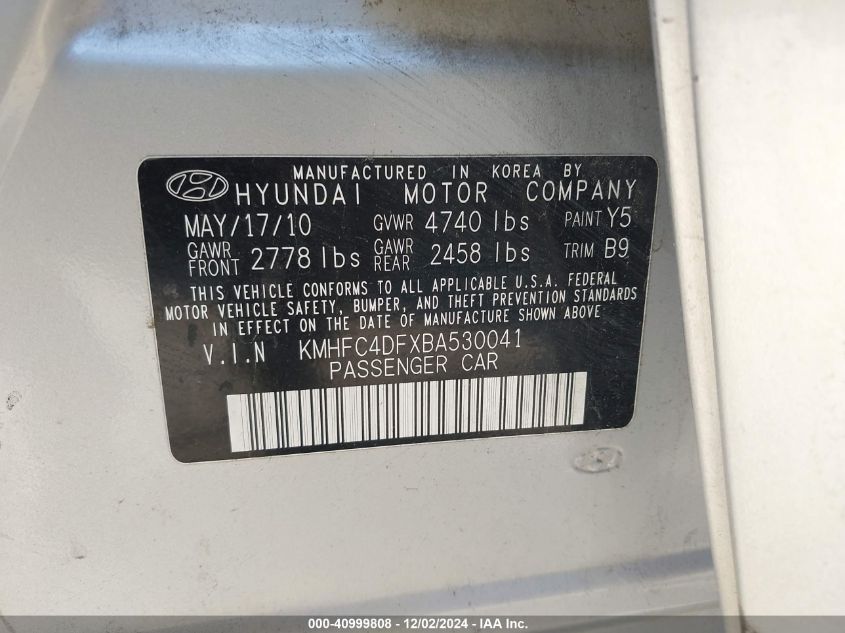 MANUFACTURED IN KOREA BY
HYUNDAI MOTOR COMPANY
MAY/17/10 GVWR 4740 lbs PAINT Y5
GAWR FRONT 2778 lbs GAWR REAR 2458 lbs TRIM B9
THIS VEHICLE CONFORMS TO ALL APPLICABLE U.S.A. FEDERAL
MOTOR VEHICLE SAFETY, BUMPER, AND THEFT PREVENTION STANDARDS
IN EFFECT ON THE DATE OF MANUFACTURE SHOWN ABOVE.
V.I.N KMHFC4DFXBA530041
PASSENGER CAR
000-40999808 - 12/02/2024 - IAA Inc.